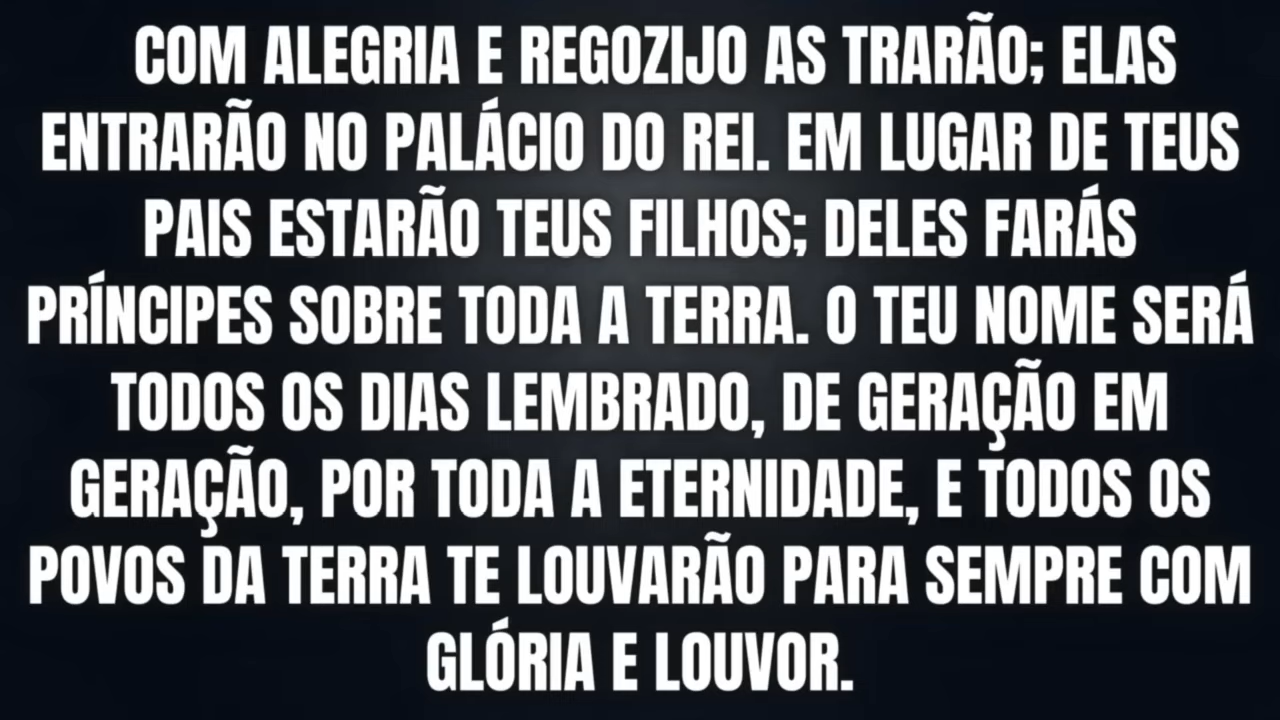 COM ALEGRIA E REGOZIJO AS TRARÃO; ELAS
ENTRARÃO NO PALÁCIO DO REI. EM LUGAR DE TEUS
PAIS ESTARÃO TEUS FILHOS; DELES FARÁS
PRÍNCIPES SOBRE TODA A TERRA. O TEU NOME SERÁ
TODOS OS DIAS LEMBRADO, DE GERAÇÃO EM
GERAÇÃO, POR TODA A ETERNIDADE, E TODOS OS
POVOS DA TERRA TE LOUVARÃO PARA SEMPRE COM
GLÓRIA E LOUVOR.